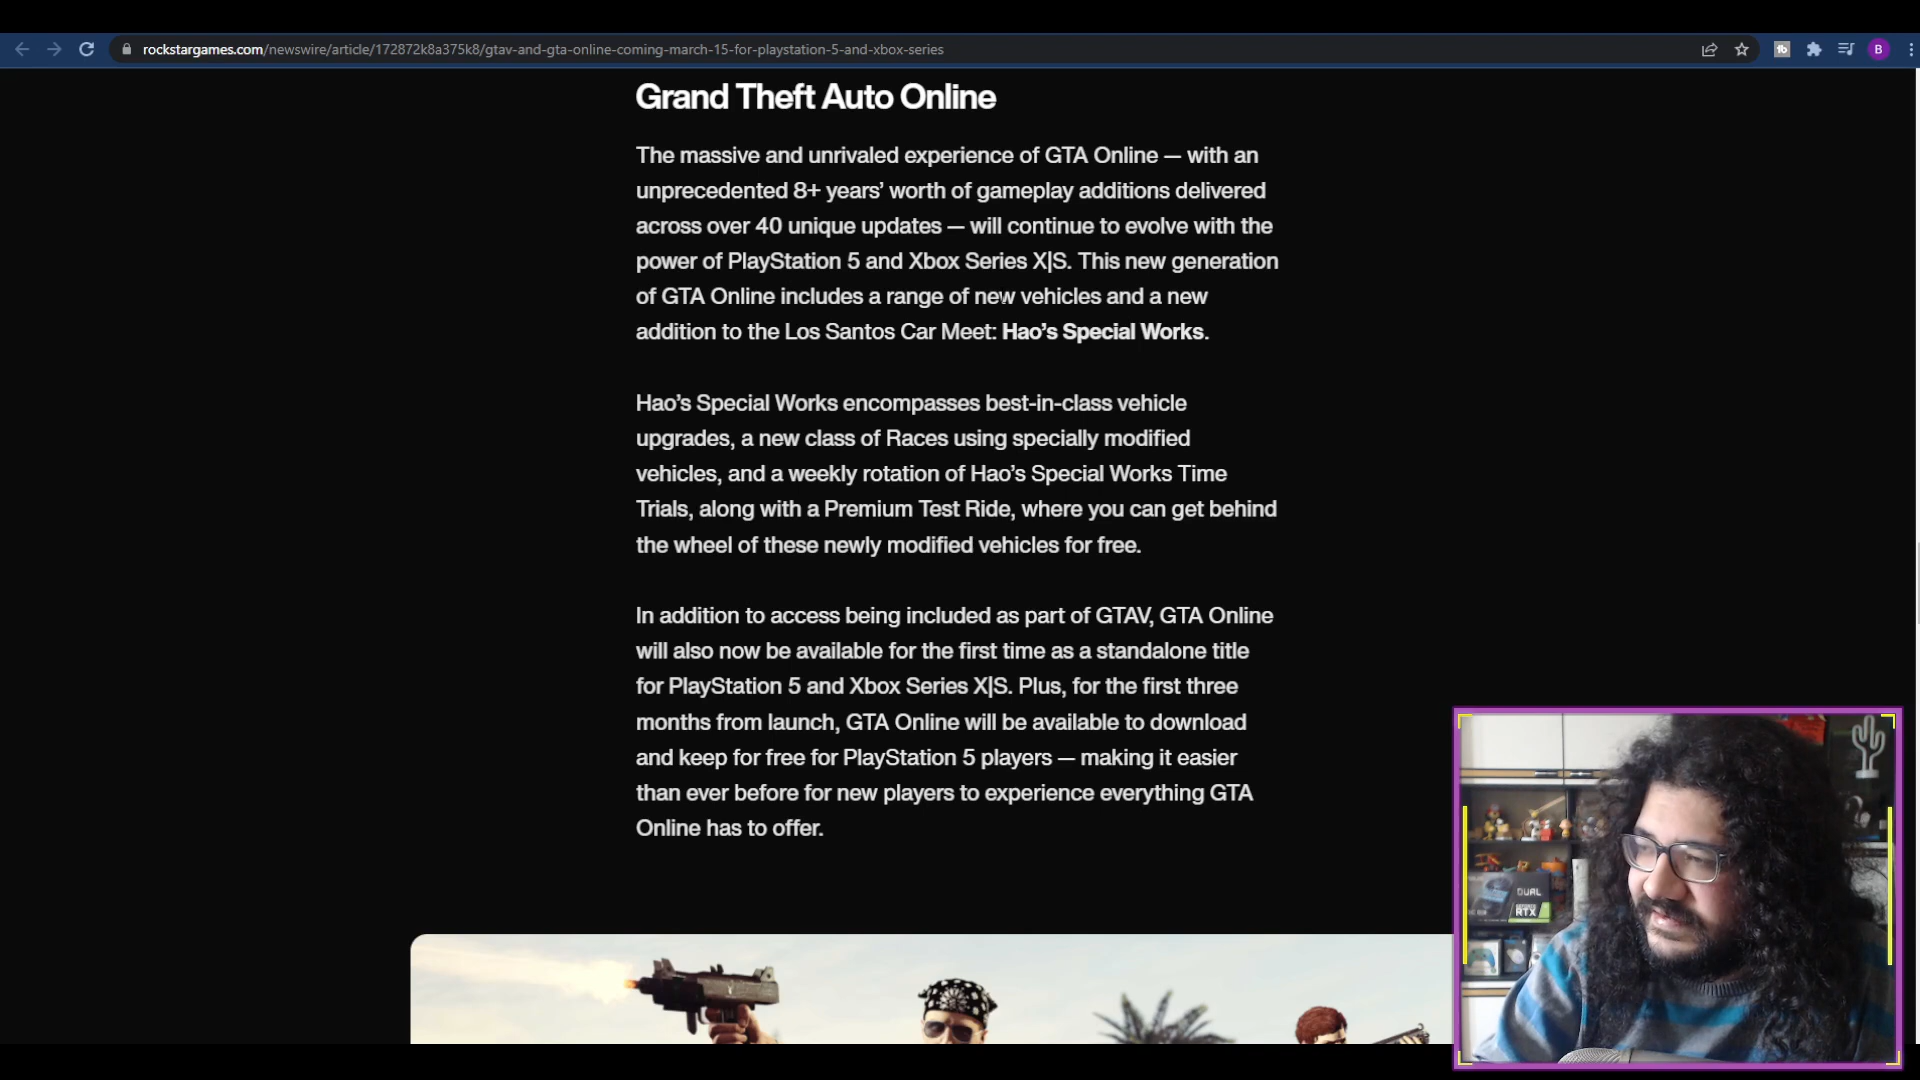 rockstargames.com/newswire/article/172872k8a375k8/gtav-and-gta-online-coming-march-15-for-playstation-5-and-xbox-series
B
Grand Theft Auto Online
The massive and unrivaled experience of GTA Online — with an
unprecedented 8+ years’ worth of gameplay additions delivered
across over 40 unique updates — will continue to evolve with the
power of PlayStation 5 and Xbox Series X|S. This new generation
of GTA Online includes a range of new vehicles and a new
addition to the Los Santos Car Meet: Hao’s Special Works.
Hao’s Special Works encompasses best-in-class vehicle
upgrades, a new class of Races using specially modified
vehicles, and a weekly rotation of Hao’s Special Works Time
Trials, along with a Premium Test Ride, where you can get behind
the wheel of these newly modified vehicles for free.
In addition to access being included as part of GTAV, GTA Online
will also now be available for the first time as a standalone title
for PlayStation 5 and Xbox Series X|S. Plus, for the first three
months from launch, GTA Online will be available to download
and keep for free for PlayStation 5 players — making it easier
than ever before for new players to experience everything GTA
Online has to offer.
DUAL
GEFORCE
RTX